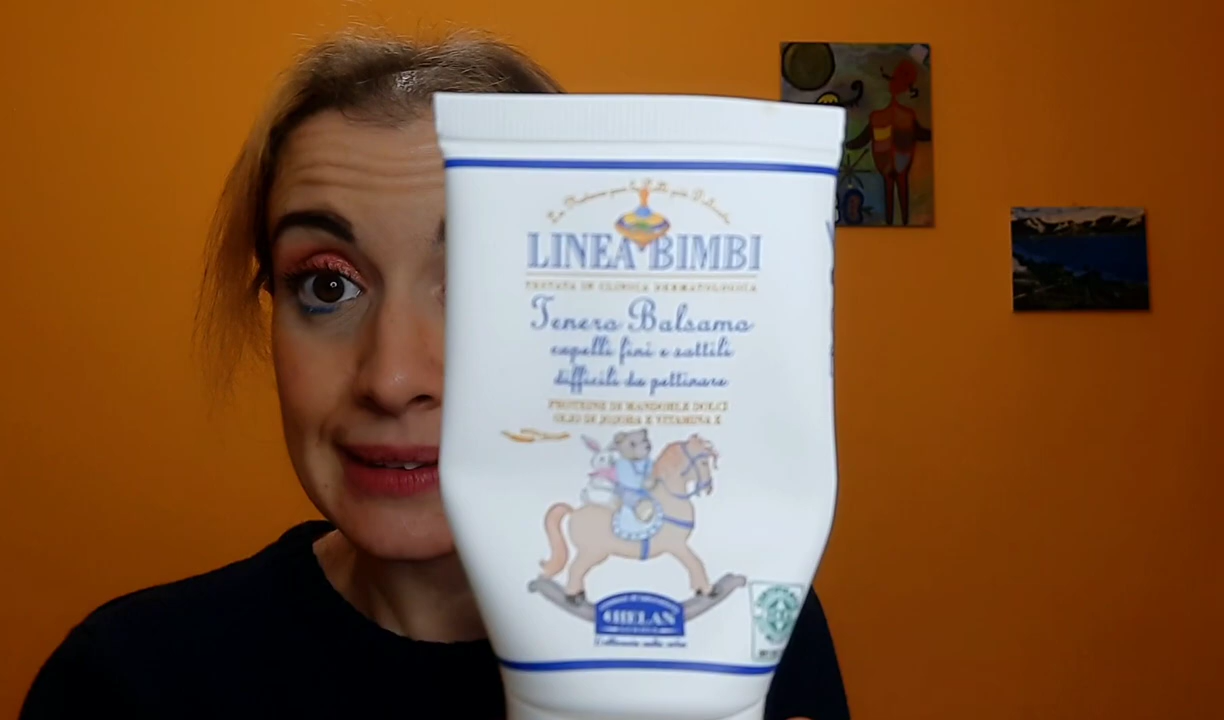 LINEA BIMBI
TESTATA IN CLINICA DERMATOLOGICA
Tenero Balsamo
capelli fini e sottili
difficili da pettinare
PROTEINE DI MANDORLE DOLCI
OLIO DI JOJOBA E VITAMINA E
HELAN